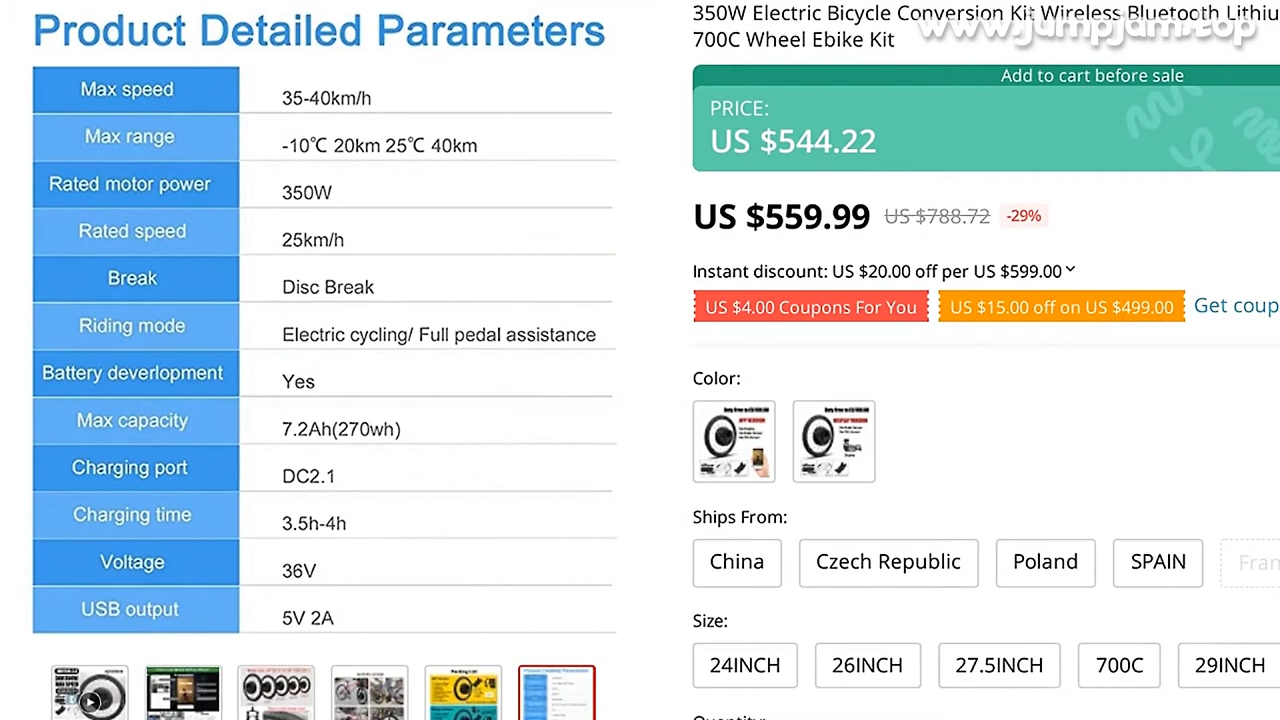 Product Detailed Parameters
Max speed 35-40km/h
Max range -10℃ 20km 25℃ 40km
Rated motor power 350W
Rated speed 25km/h
Break Disc Break
Riding mode Electric cycling/ Full pedal assistance
Battery deverlopment Yes
Max capacity 7.2Ah(270wh)
Charging port DC2.1
Charging time 3.5h-4h
Voltage 36V
USB output 5V 2A
350W Electric Bicycle Conversion Kit Wireless Bluetooth Lithiu
www.jumpjam.top
700C Wheel Ebike Kit
Add to cart before sale
PRICE:
US $544.22
US $559.99 US $788.72 -29%
Instant discount: US $20.00 off per US $599.00
US $4.00 Coupons For You US $15.00 off on US $499.00 Get coup
Color:
Ships From:
China Czech Republic Poland SPAIN Fran
Size:
24INCH 26INCH 27.5INCH 700C 29INCH
Quantity: